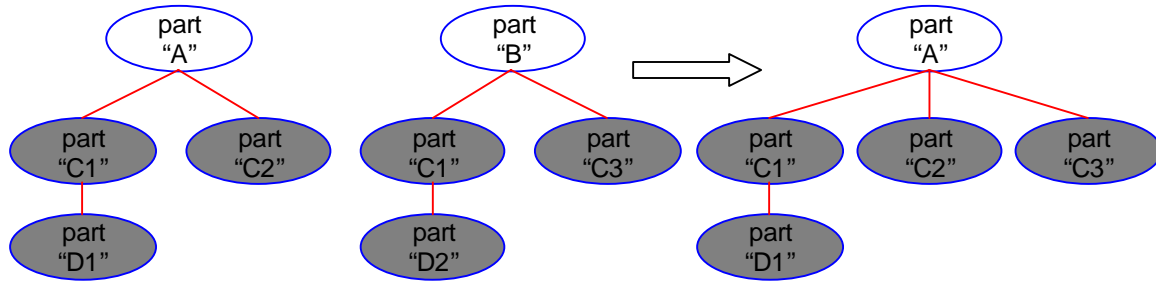 part
“A”
part
“B”
part
“A”
part
“C1”
part
“C2”
part
“C1”
part
“C3”
part
“C1”
part
“C2”
part
“C3”
part
“D1”
part
“D2”
part
“D1”